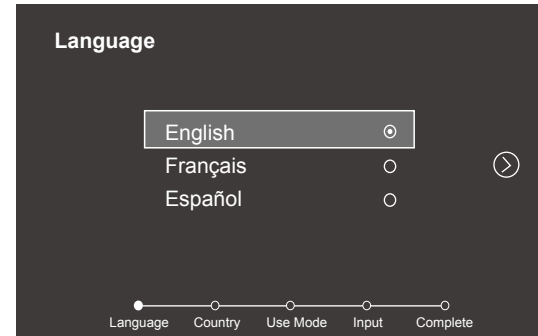 Language
English
Français
Español
Language Country Use Mode Input Complete